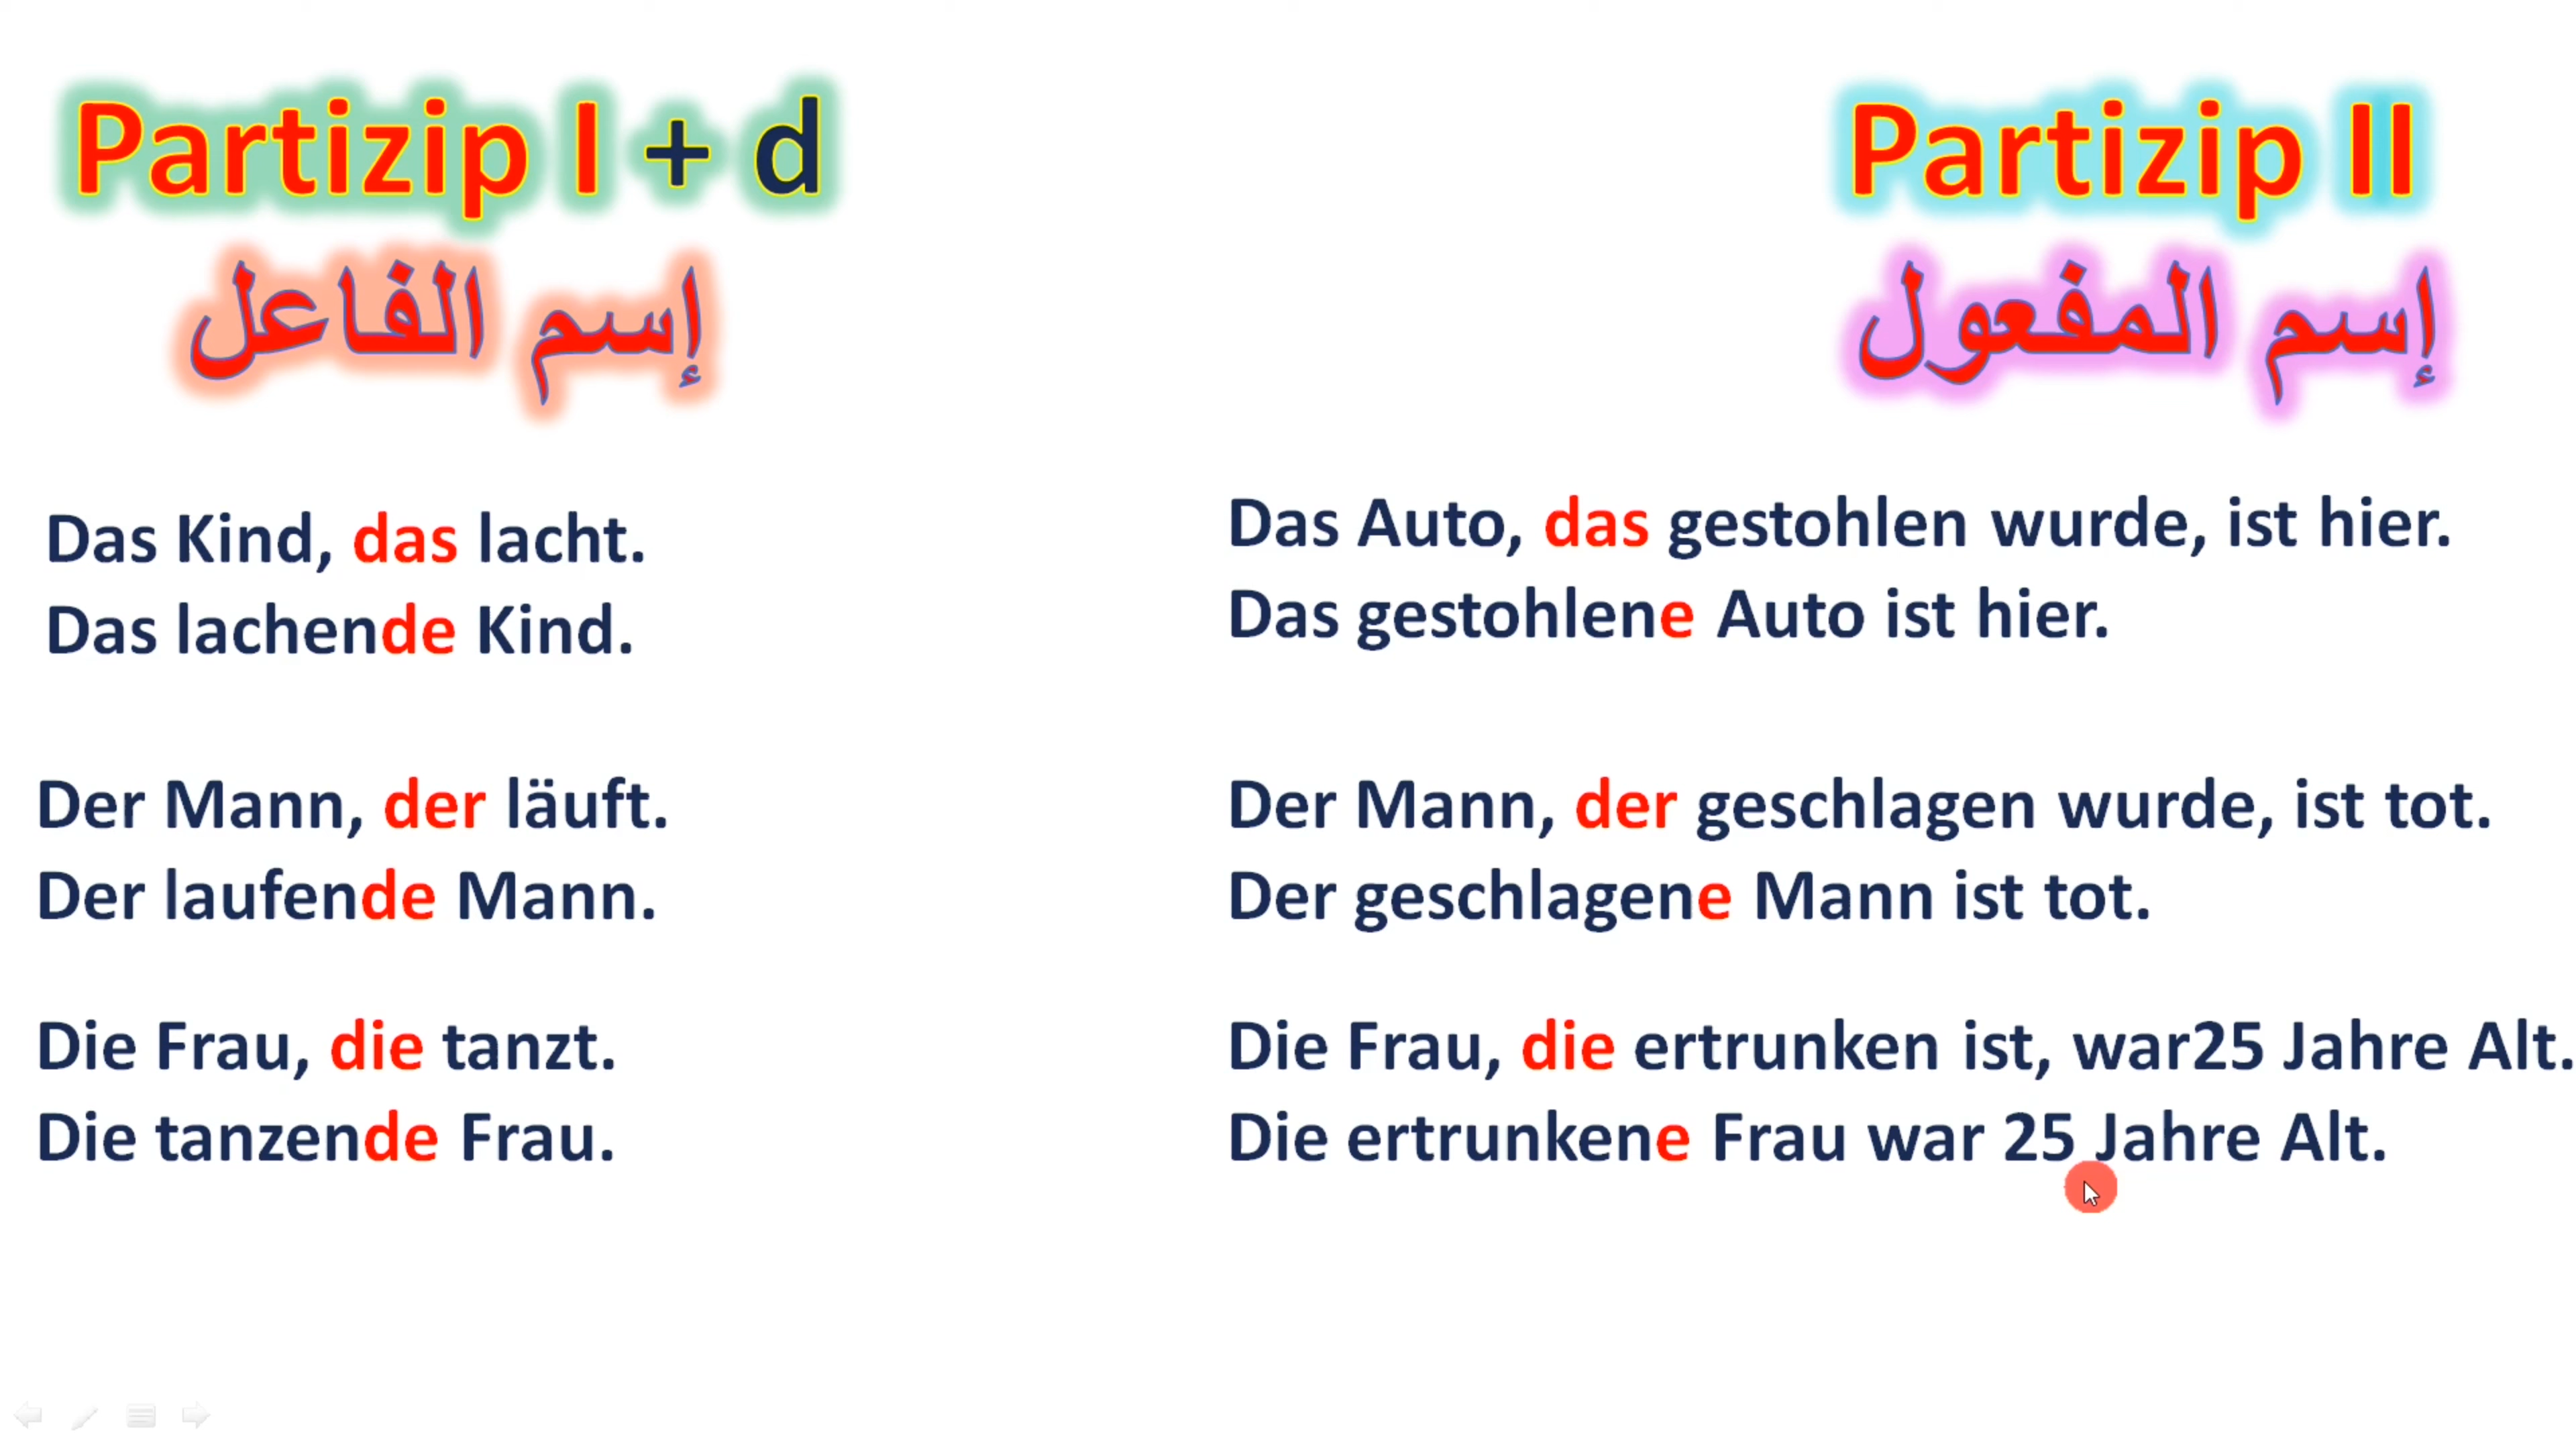 Partizip I + d
إسم الفاعل
Das Kind, das lacht.
Das lachende Kind.
Der Mann, der läuft.
Der laufende Mann.
Die Frau, die tanzt.
Die tanzende Frau.
Partizip II
إسم المفعول
Das Auto, das gestohlen wurde, ist hier.
Das gestohlene Auto ist hier.
Der Mann, der geschlagen wurde, ist tot.
Der geschlagene Mann ist tot.
Die Frau, die ertrunken ist, war25 Jahre Alt.
Die ertrunkene Frau war 25 Jahre Alt.